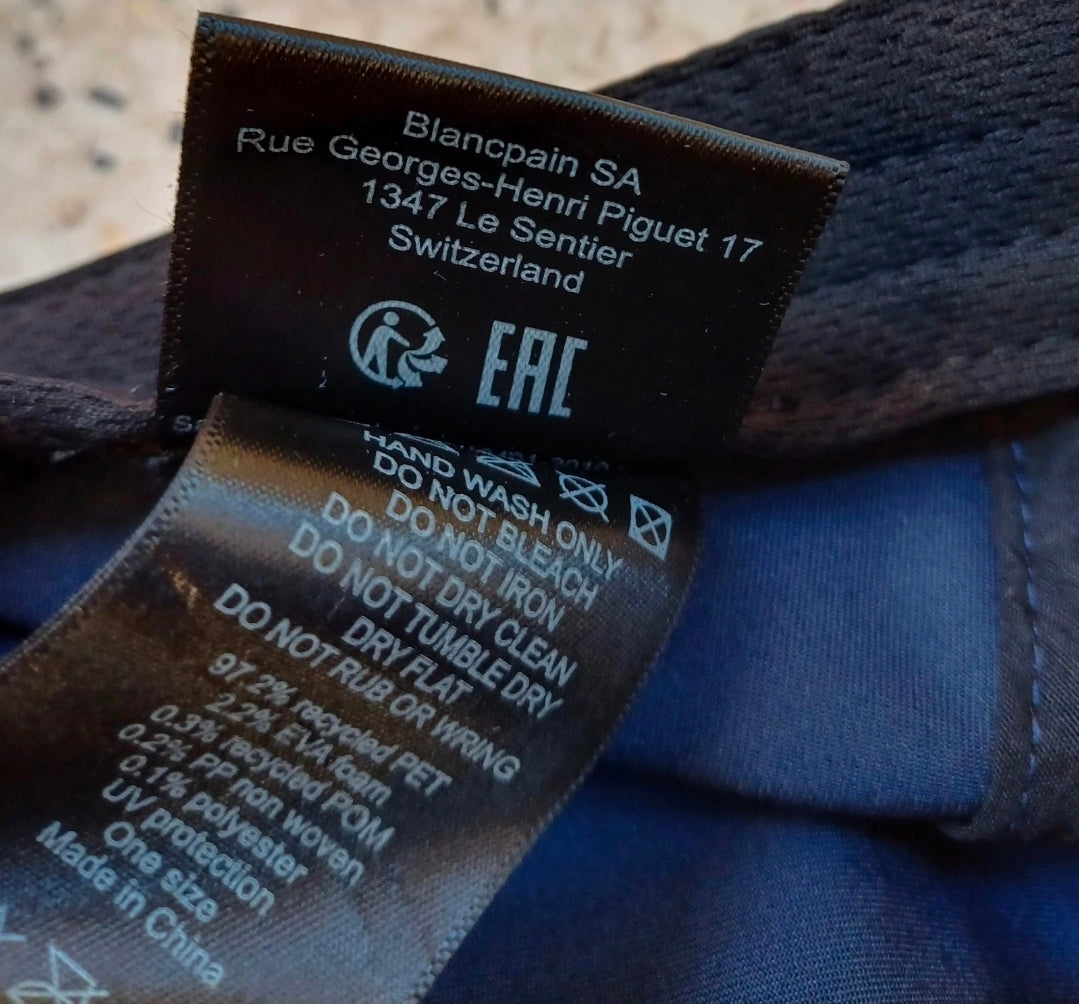 Blancpain SA
Rue Georges-Henri Piguet 17
1347 Le Sentier
Switzerland
EAC
HAND WASH ONLY
DO NOT BLEACH
DO NOT IRON
DO NOT DRY CLEAN
DO NOT TUMBLE DRY
DRY FLAT
DO NOT RUB OR WRING
97.2% recycled PET
2.2% EVA foam
0.3% recycled POM
0.2% PP non woven
0.1% polyester
UV protection
One size
Made in China